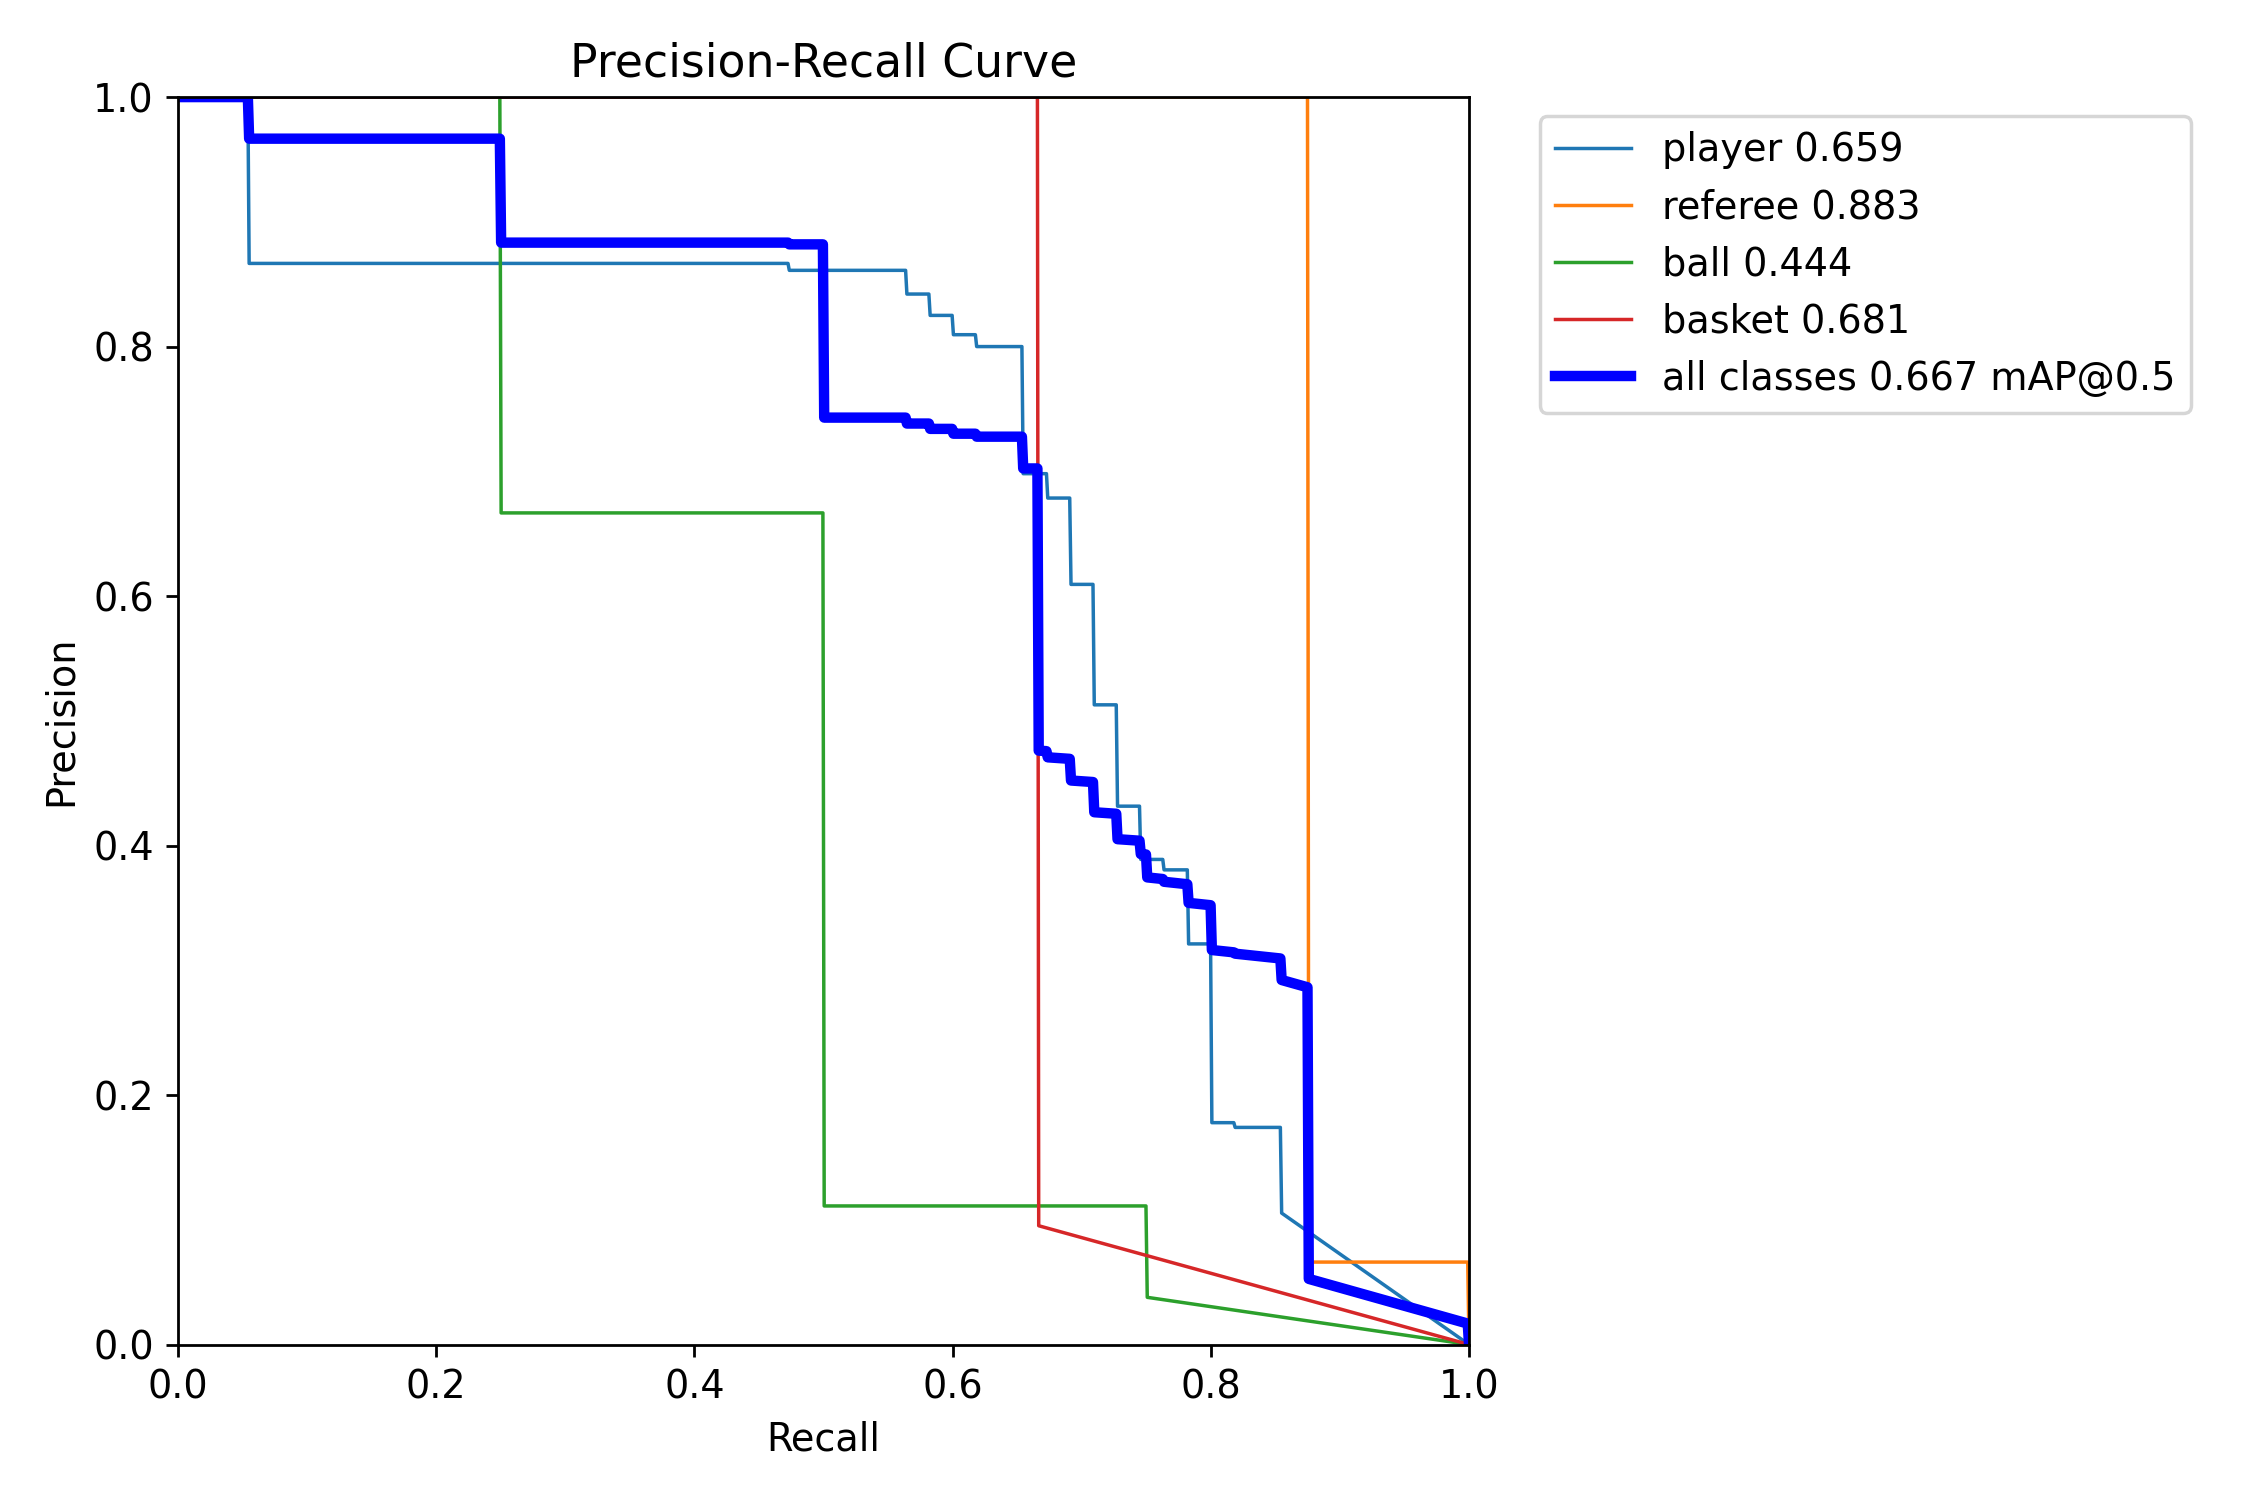 Precision-Recall Curve
1.0
0.8
0.6
0.4
0.2
0.0
Precision
0.0 0.2 0.4 0.6 0.8 1.0
Recall
player 0.659
referee 0.883
ball 0.444
basket 0.681
all classes 0.667 mAP@0.5